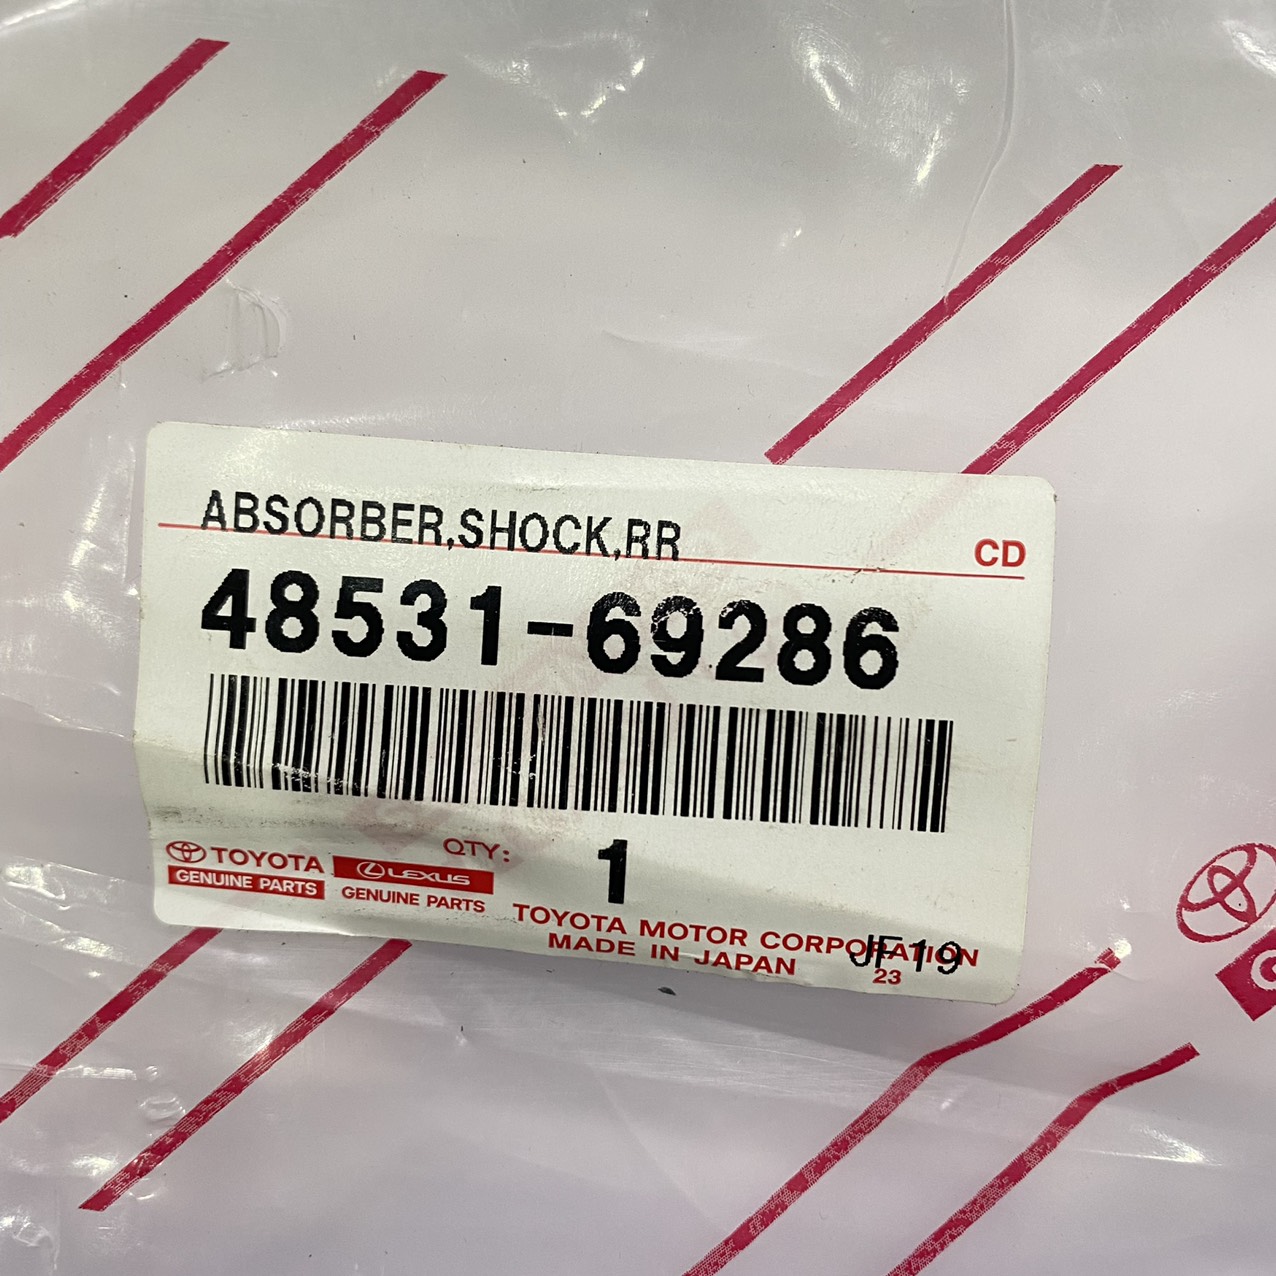 ABSORBER,SHOCK,RR
CD
48531-69286
QTY: 1
TOYOTA
GENUINE PARTS
LEXUS
GENUINE PARTS
TOYOTA MOTOR CORPORATION
MADE IN JAPAN
JF19
23